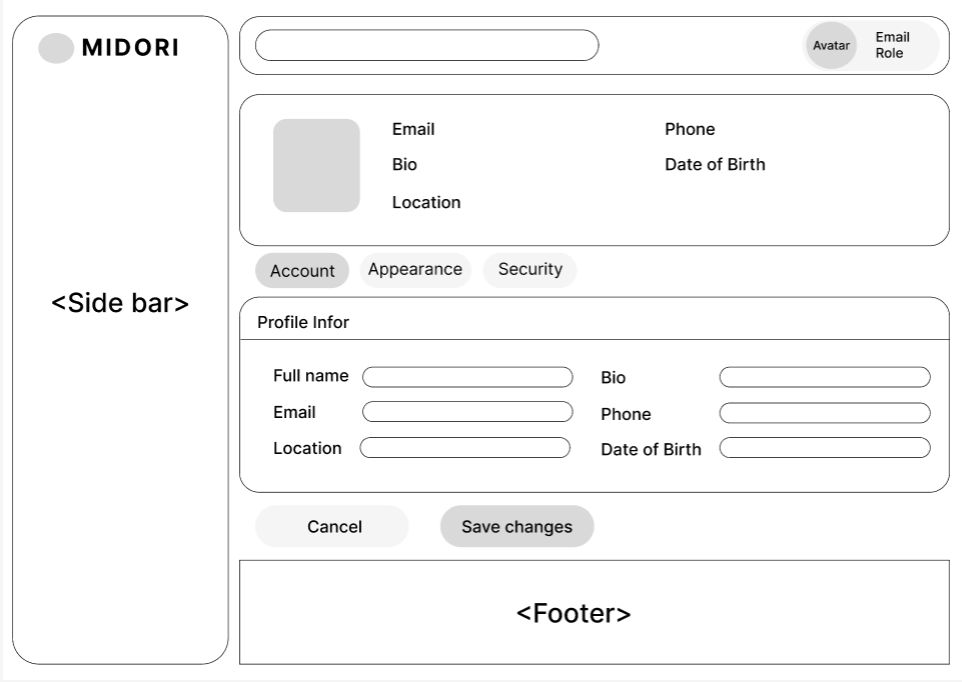 MIDORI
<Side bar>
Avatar
Email
Role
Email
Phone
Bio
Date of Birth
Location
Account
Appearance
Security
Profile Infor
Full name
Bio
Email
Phone
Location
Date of Birth
Cancel
Save changes
<Footer>